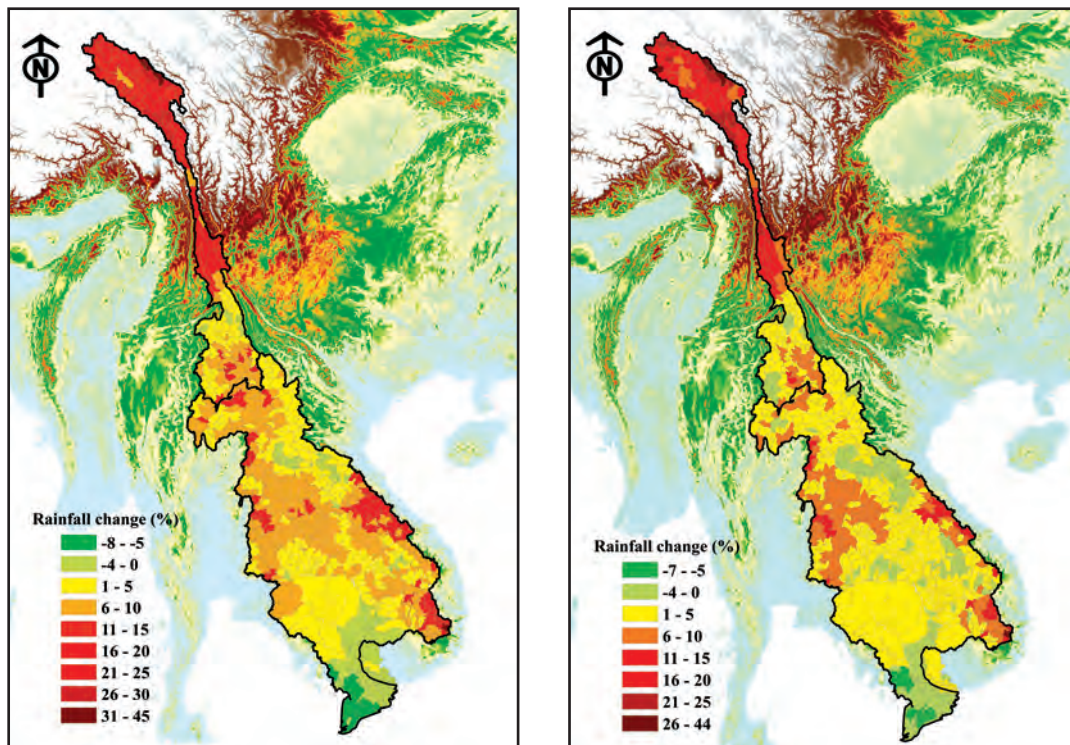 N
Rainfall change (%)
-8 - -5
-4 - 0
1 - 5
6 - 10
11 - 15
16 - 20
21 - 25
26 - 30
31 - 45
N
Rainfall change (%)
-7 - -5
-4 - 0
1 - 5
6 - 10
11 - 15
16 - 20
21 - 25
26 - 44